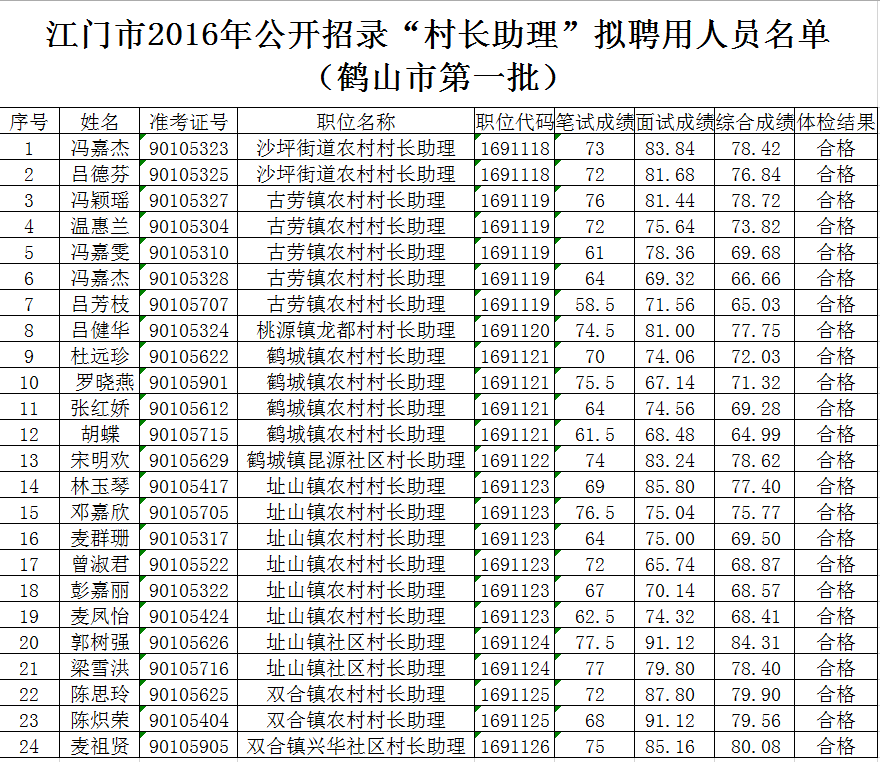 江门市2016年公开招录“村长助理”拟聘用人员名单
（鹤山市第一批）
序号 姓名 准考证号 职位名称 职位代码 笔试成绩 面试成绩 综合成绩 体检结果
1 冯嘉杰 90105323 沙坪街道农村村长助理 1691118 73 83.84 78.42 合格
2 吕德芬 90105325 沙坪街道农村村长助理 1691118 72 81.68 76.84 合格
3 冯颖瑶 90105327 古劳镇农村村长助理 1691119 76 81.44 78.72 合格
4 温惠兰 90105304 古劳镇农村村长助理 1691119 72 75.64 73.82 合格
5 冯嘉雯 90105310 古劳镇农村村长助理 1691119 61 78.36 69.68 合格
6 冯嘉杰 90105328 古劳镇农村村长助理 1691119 64 69.32 66.66 合格
7 吕芳枝 90105707 古劳镇农村村长助理 1691119 58.5 71.56 65.03 合格
8 吕健华 90105324 桃源镇龙都村村长助理 1691120 74.5 81.00 77.75 合格
9 杜远珍 90105622 鹤城镇农村村长助理 1691121 70 74.06 72.03 合格
10 罗晓燕 90105901 鹤城镇农村村长助理 1691121 75.5 67.14 71.32 合格
11 张红娇 90105612 鹤城镇农村村长助理 1691121 64 74.56 69.28 合格
12 胡蝶 90105715 鹤城镇农村村长助理 1691121 61.5 68.48 64.99 合格
13 宋明欢 90105629 鹤城镇昆源社区村长助理 1691122 74 83.24 78.62 合格
14 林玉琴 90105417 址山镇农村村长助理 1691123 69 85.80 77.40 合格
15 邓嘉欣 90105705 址山镇农村村长助理 1691123 76.5 75.04 75.77 合格
16 麦群珊 90105317 址山镇农村村长助理 1691123 64 75.00 69.50 合格
17 曾淑君 90105522 址山镇农村村长助理 1691123 72 65.74 68.87 合格
18 彭嘉丽 90105322 址山镇农村村长助理 1691123 67 70.14 68.57 合格
19 麦凤怡 90105424 址山镇农村村长助理 1691123 62.5 74.32 68.41 合格
20 郭树强 90105626 址山镇社区村长助理 1691124 77.5 91.12 84.31 合格
21 梁雪洪 90105716 址山镇社区村长助理 1691124 77 79.80 78.40 合格
22 陈思玲 90105625 双合镇农村村长助理 1691125 72 87.80 79.90 合格
23 陈炽荣 90105404 双合镇农村村长助理 1691125 68 91.12 79.56 合格
24 麦祖贤 90105905 双合镇兴华社区村长助理 1691126 75 85.16 80.08 合格